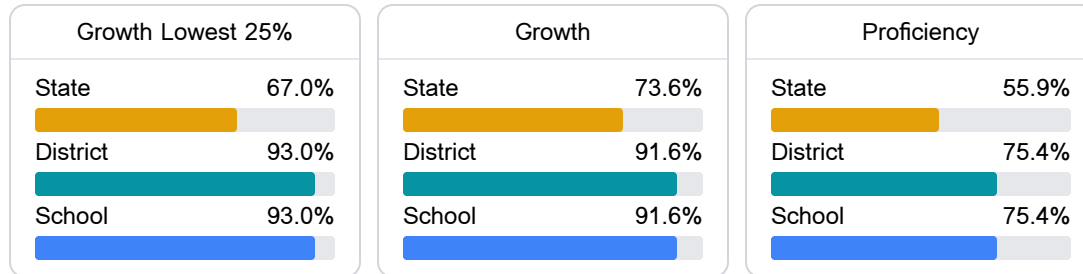 Growth Lowest 25%
State 67.0%
District 93.0%
School 93.0%
Growth
State 73.6%
District 91.6%
School 91.6%
Proficiency
State 55.9%
District 75.4%
School 75.4%